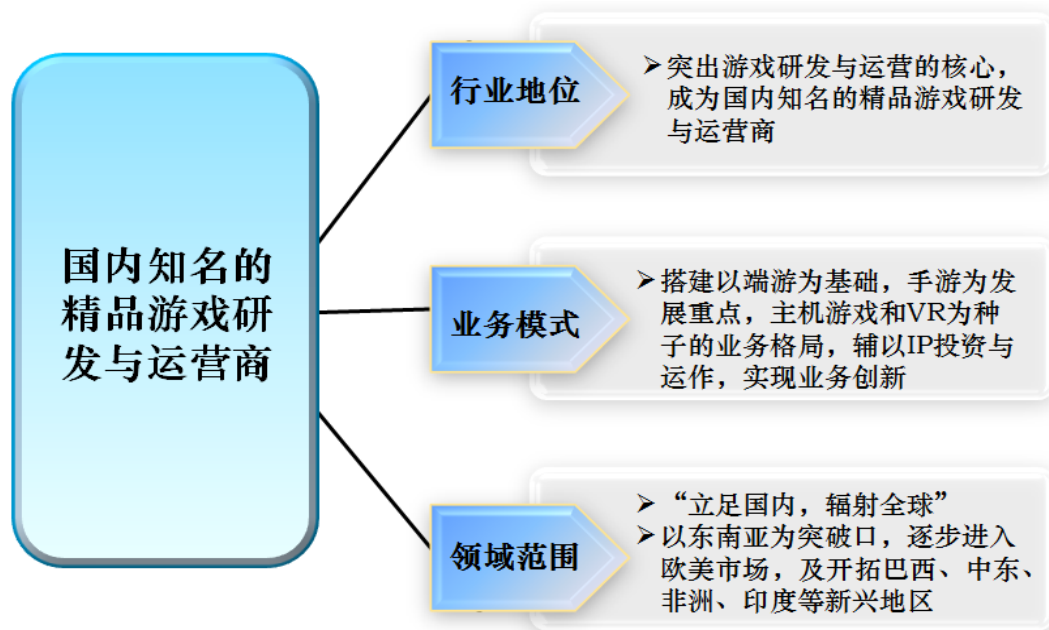 国内知名的
精品游戏研
发与运营商
行业地位
➢突出游戏研发与运营的核心，
成为国内知名的精品游戏研发
与运营商
业务模式
➢搭建以端游为基础，手游为发
展重点，主机游戏和VR为种
子的业务格局，辅以IP投资与
运作，实现业务创新
领域范围
➢“立足国内，辐射全球”
➢以东南亚为突破口，逐步进入
欧美市场，及开拓巴西、中东、
非洲、印度等新兴地区